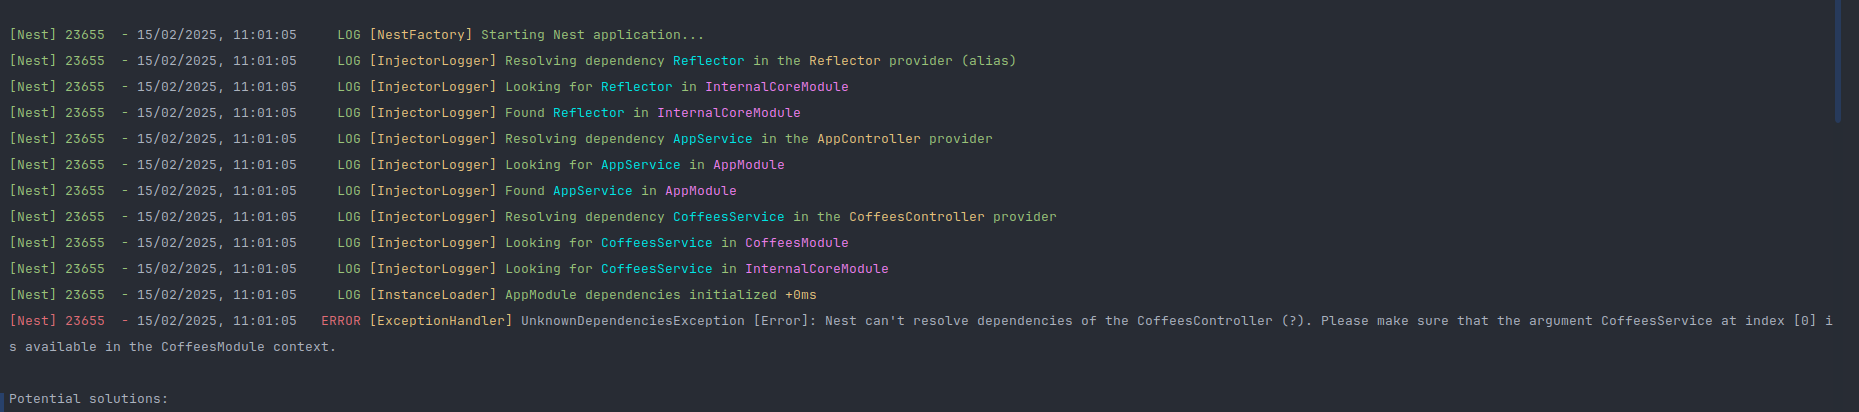 [Nest] 23655  - 15/02/2025, 11:01:05     LOG [NestFactory] Starting Nest application...
[Nest] 23655  - 15/02/2025, 11:01:05     LOG [InjectorLogger] Resolving dependency Reflector in the Reflector provider (alias)
[Nest] 23655  - 15/02/2025, 11:01:05     LOG [InjectorLogger] Looking for Reflector in InternalCoreModule
[Nest] 23655  - 15/02/2025, 11:01:05     LOG [InjectorLogger] Found Reflector in InternalCoreModule
[Nest] 23655  - 15/02/2025, 11:01:05     LOG [InjectorLogger] Resolving dependency AppService in the AppController provider
[Nest] 23655  - 15/02/2025, 11:01:05     LOG [InjectorLogger] Looking for AppService in AppModule
[Nest] 23655  - 15/02/2025, 11:01:05     LOG [InjectorLogger] Found AppService in AppModule
[Nest] 23655  - 15/02/2025, 11:01:05     LOG [InjectorLogger] Resolving dependency CoffeesService in the CoffeesController provider
[Nest] 23655  - 15/02/2025, 11:01:05     LOG [InjectorLogger] Looking for CoffeesService in CoffeesModule
[Nest] 23655  - 15/02/2025, 11:01:05     LOG [InjectorLogger] Looking for CoffeesService in InternalCoreModule
[Nest] 23655  - 15/02/2025, 11:01:05     LOG [InstanceLoader] AppModule dependencies initialized +0ms
[Nest] 23655  - 15/02/2025, 11:01:05   ERROR [ExceptionHandler] UnknownDependenciesException [Error]: Nest can't resolve dependencies of the CoffeesController (?). Please make sure that the argument CoffeesService at index [0] i
s available in the CoffeesModule context.
Potential solutions: